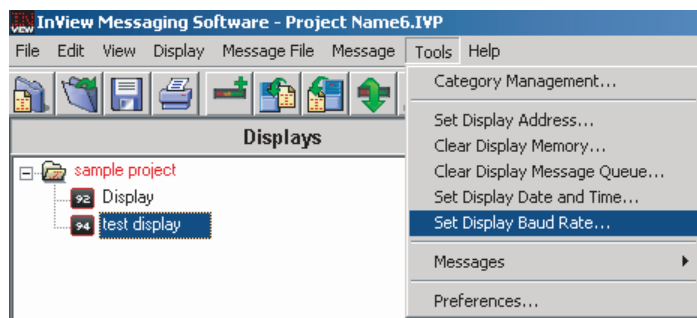 InView Messaging Software - Project Name6.IVP
File Edit View Display Message File Message Tools Help
Displays
sample project
92 Display
94 test display
Category Management...
Set Display Address...
Clear Display Memory...
Clear Display Message Queue...
Set Display Date and Time...
Set Display Baud Rate...
Messages
Preferences...